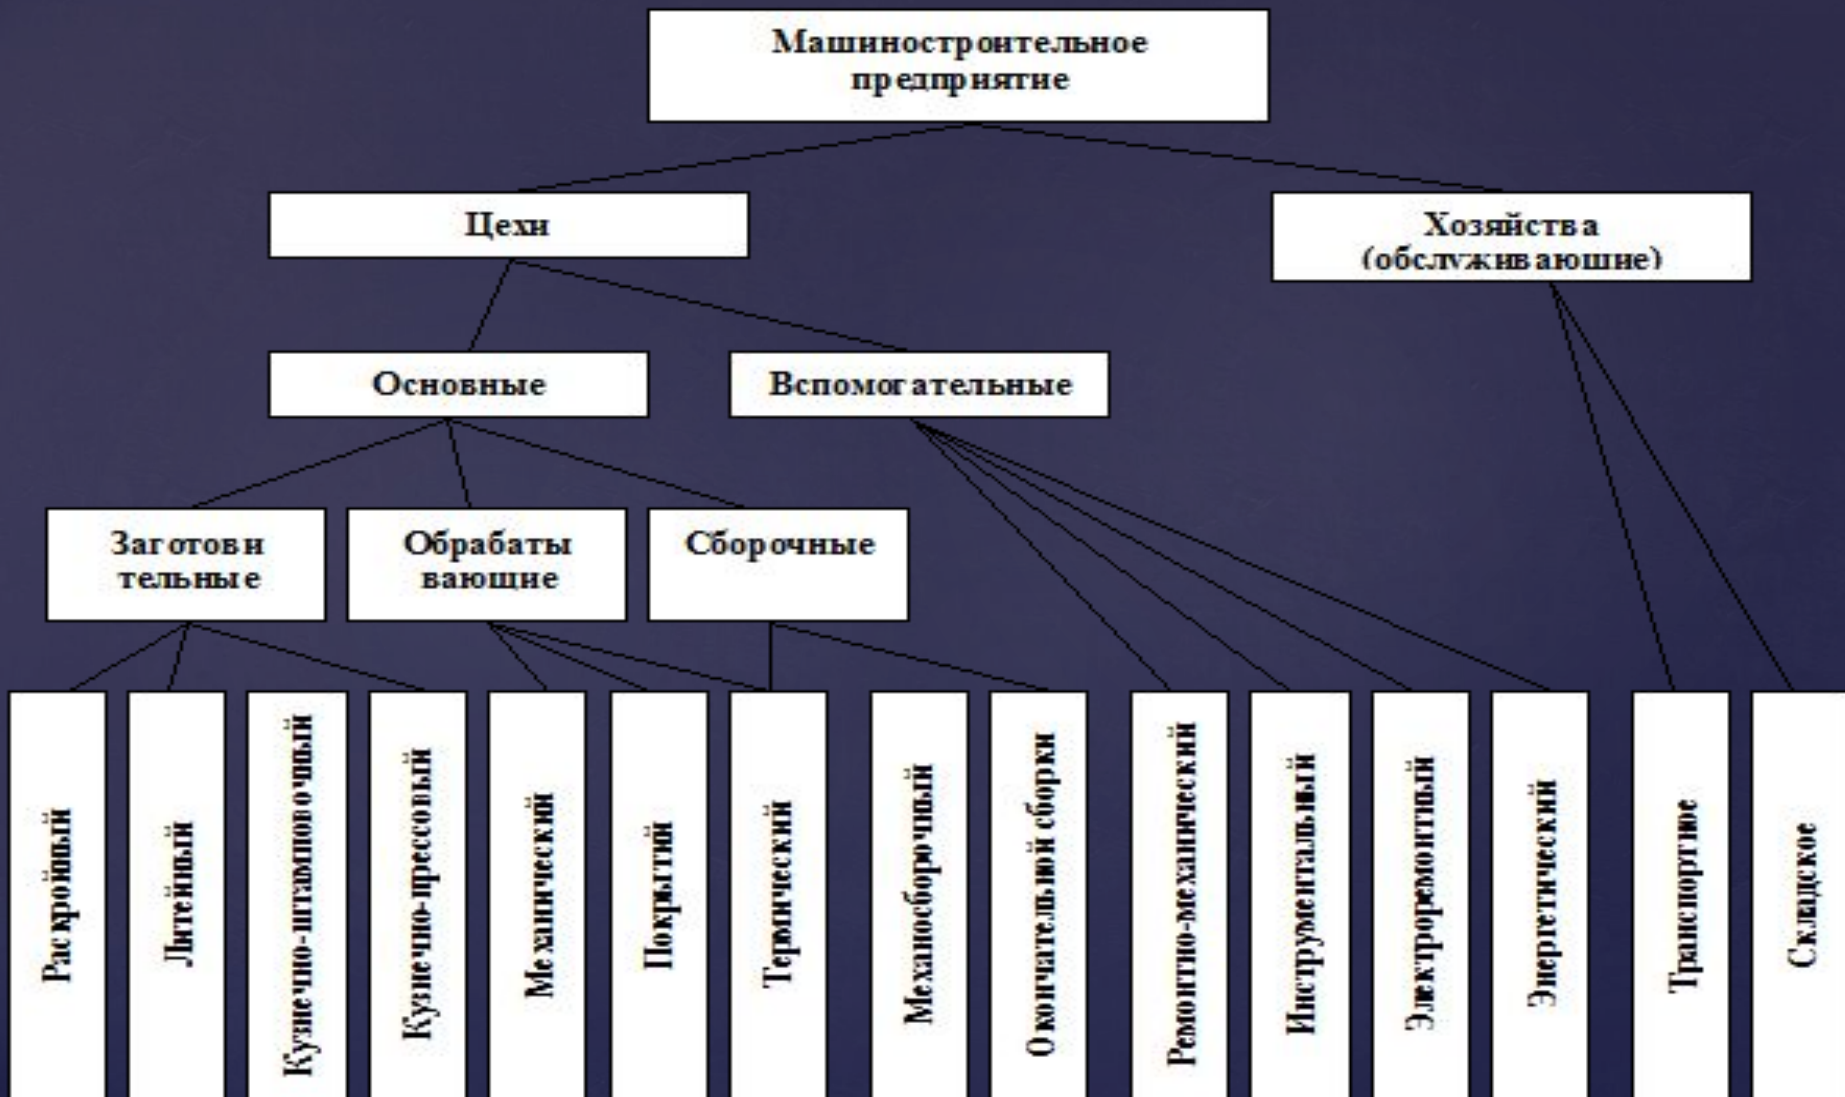 Машиностроительное
предприятие
Цехи
Хозяйства
(обслуживающие)
Основные
Вспомогательные
Заготови
тельные
Обрабаты
вающие
Сборочные
Раскройный
Литейный
Кузнечно-штамповочный
Кузнечно-прессовый
Механический
Покрытий
Термический
Механосборочный
Окончательной сборки
Ремонтно-механический
Инструментальный
Электроремонтный
Энергетический
Транспортное
Складское